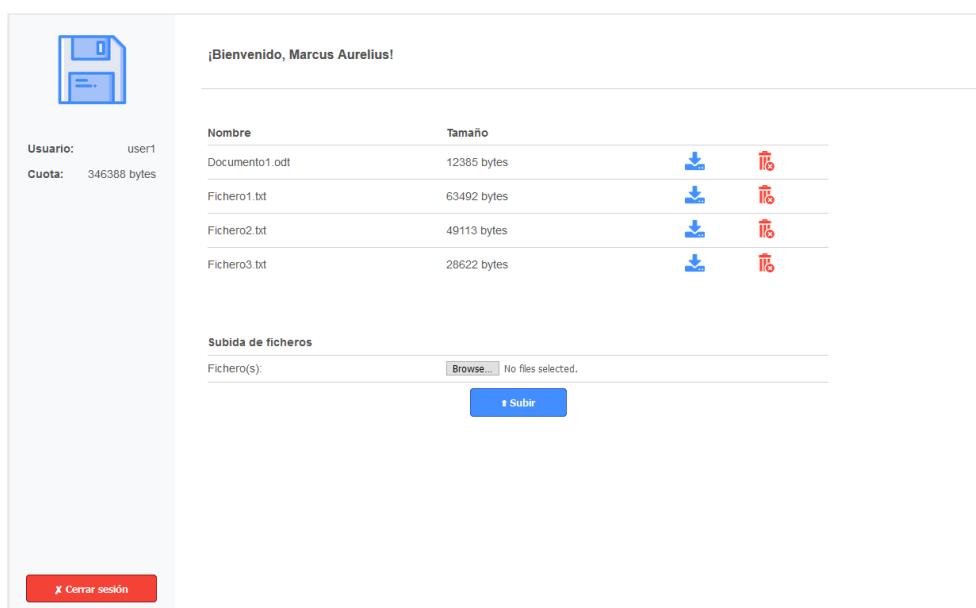 ¡Bienvenido, Marcus Aurelius!
Usuario: user1
Cuota: 346388 bytes
Nombre Tamaño
Documento1.odt 12385 bytes
Fichero1.txt 63492 bytes
Fichero2.txt 49113 bytes
Fichero3.txt 28622 bytes
Subida de ficheros
Fichero(s): Browse... No files selected.
Subir
✗ Cerrar sesión